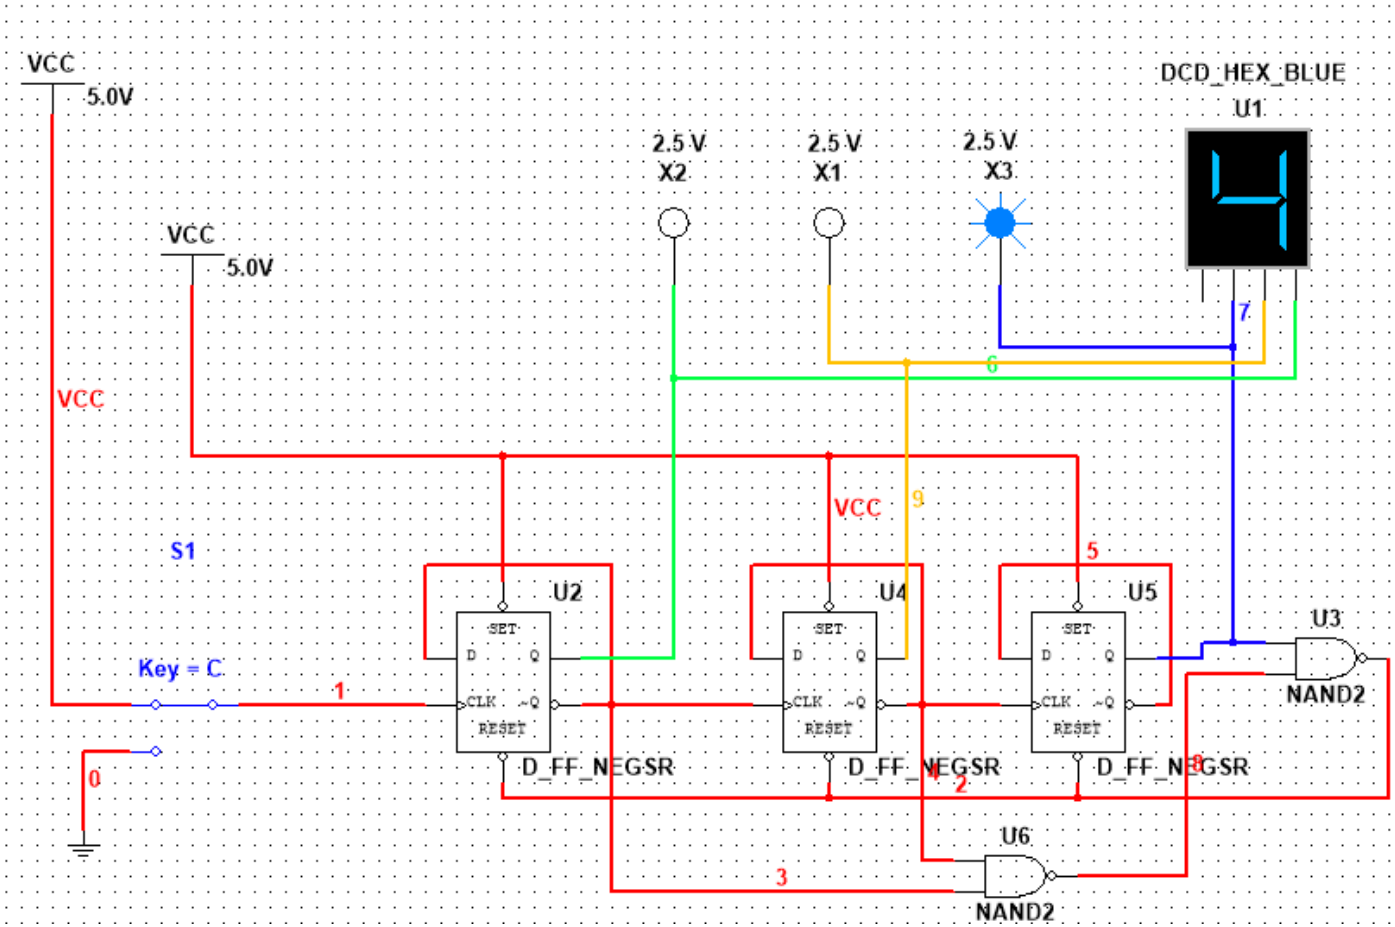 VCC
5.0V
DCD_HEX_BLUE
U1
4
2.5 V
X2
2.5 V
X1
2.5 V
X3
VCC
5.0V
7
6
VCC
VCC
9
S1
5
Key = C
1
0
U2
SET
D Q
CLK ~Q
RESET
D_FF_NEGSR
U4
SET
D Q
CLK ~Q
RESET
D_FF_NEGSR
U5
SET
D Q
CLK ~Q
RESET
D_FF_NEGSR
U3
NAND2
8
4
2
3
U6
NAND2